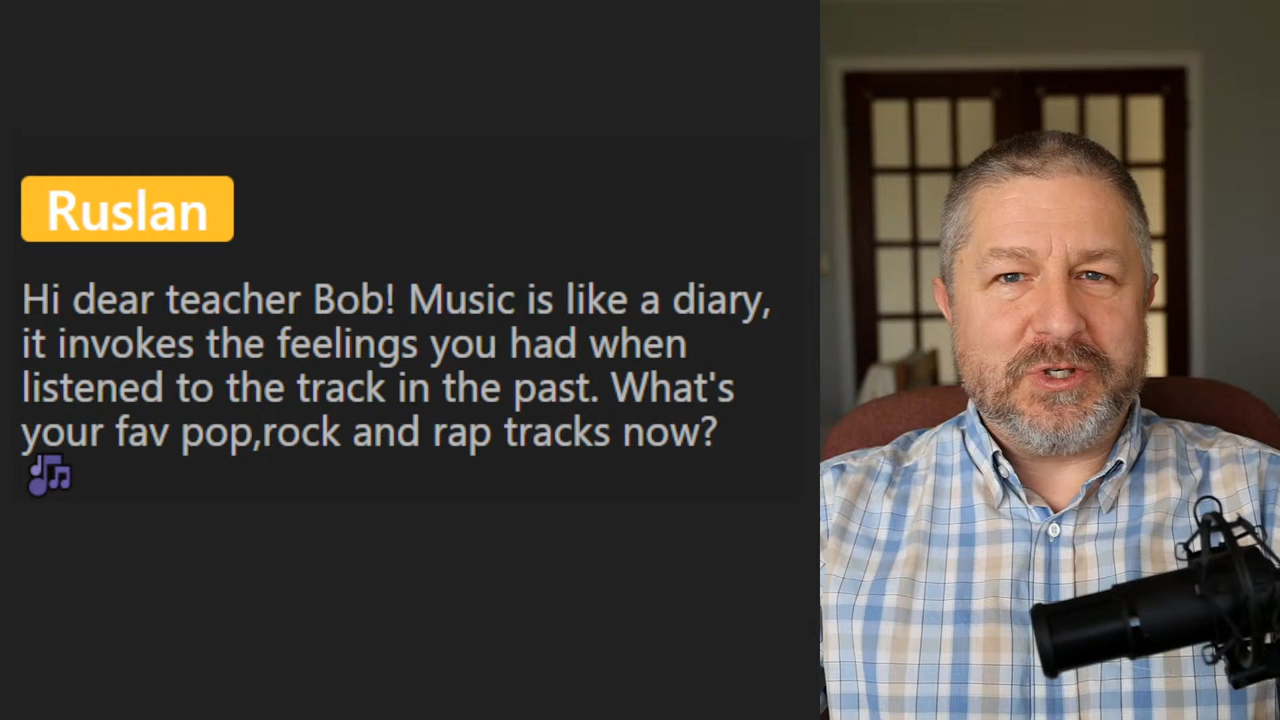 Ruslan
Hi dear teacher Bob! Music is like a diary,
it invokes the feelings you had when
listened to the track in the past. What's
your fav pop,rock and rap tracks now?